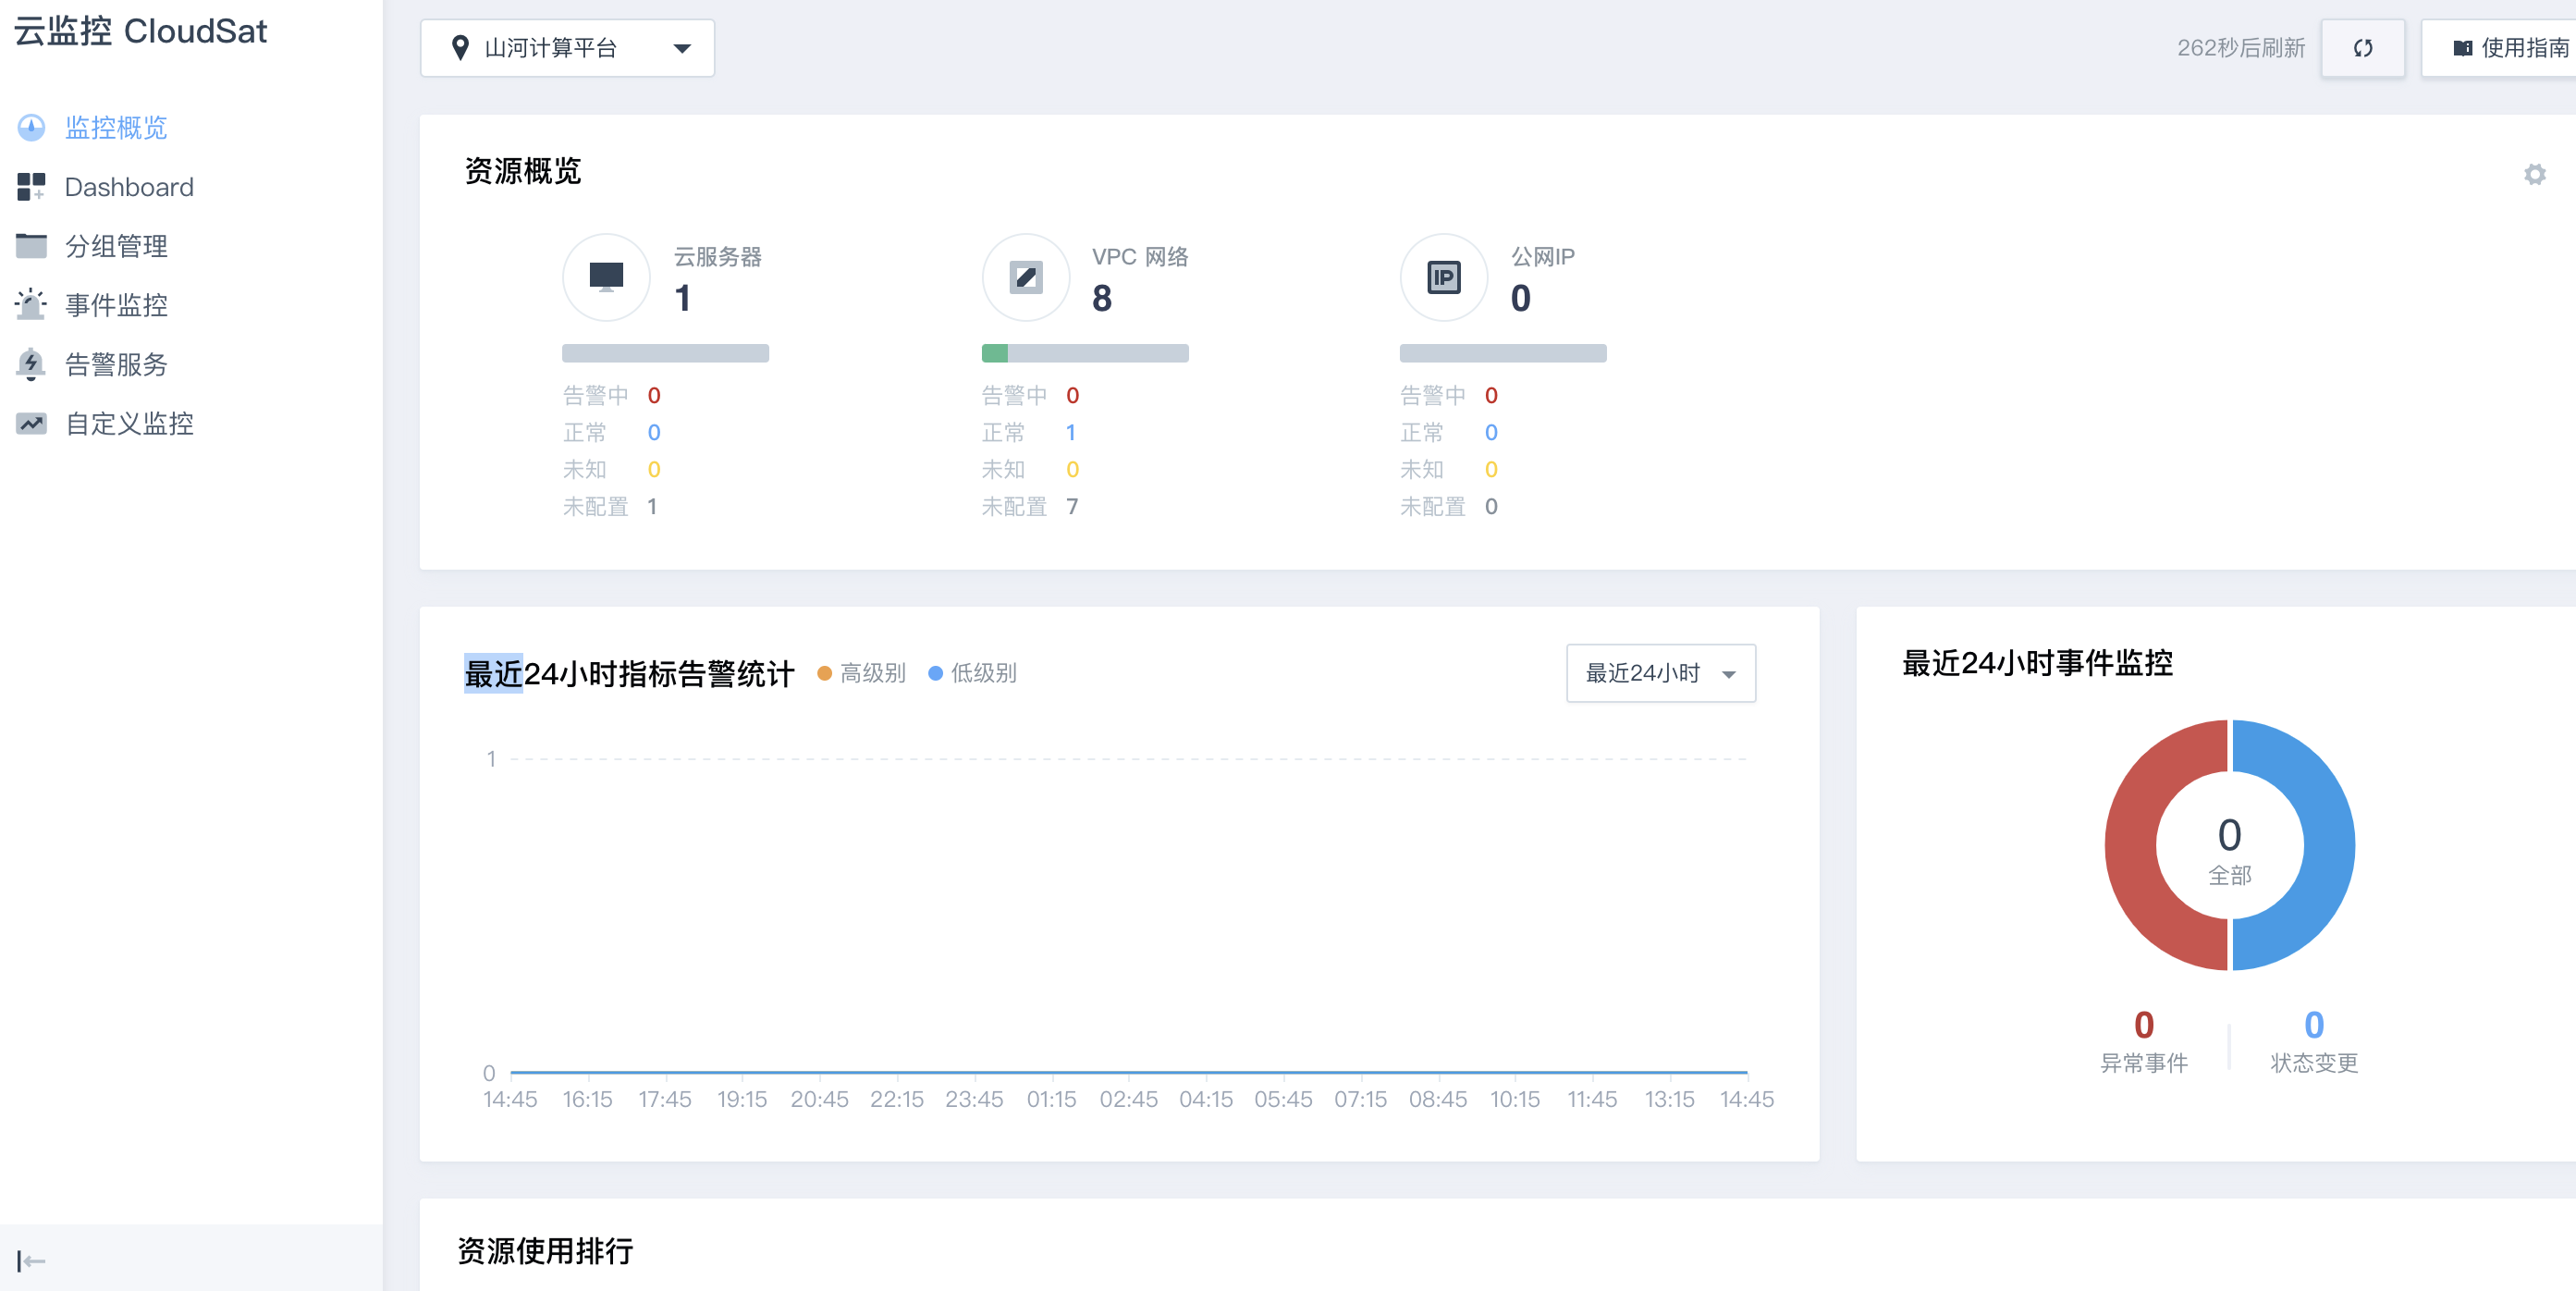 云监控 CloudSat
监控概览
Dashboard
分组管理
事件监控
告警服务
自定义监控
山河计算平台
262秒后刷新
使用指南
资源概览
云服务器
1
告警中 0
正常 0
未知 0
未配置 1
VPC 网络
8
告警中 0
正常 1
未知 0
未配置 7
IP
公网IP
0
告警中 0
正常 0
未知 0
未配置 0
最近24小时指标告警统计 高级别 低级别
最近24小时
1
0
14:45 16:15 17:45 19:15 20:45 22:15 23:45 01:15 02:45 04:15 05:45 07:15 08:45 10:15 11:45 13:15 14:45
最近24小时事件监控
0
全部
0
异常事件
0
状态变更
资源使用排行